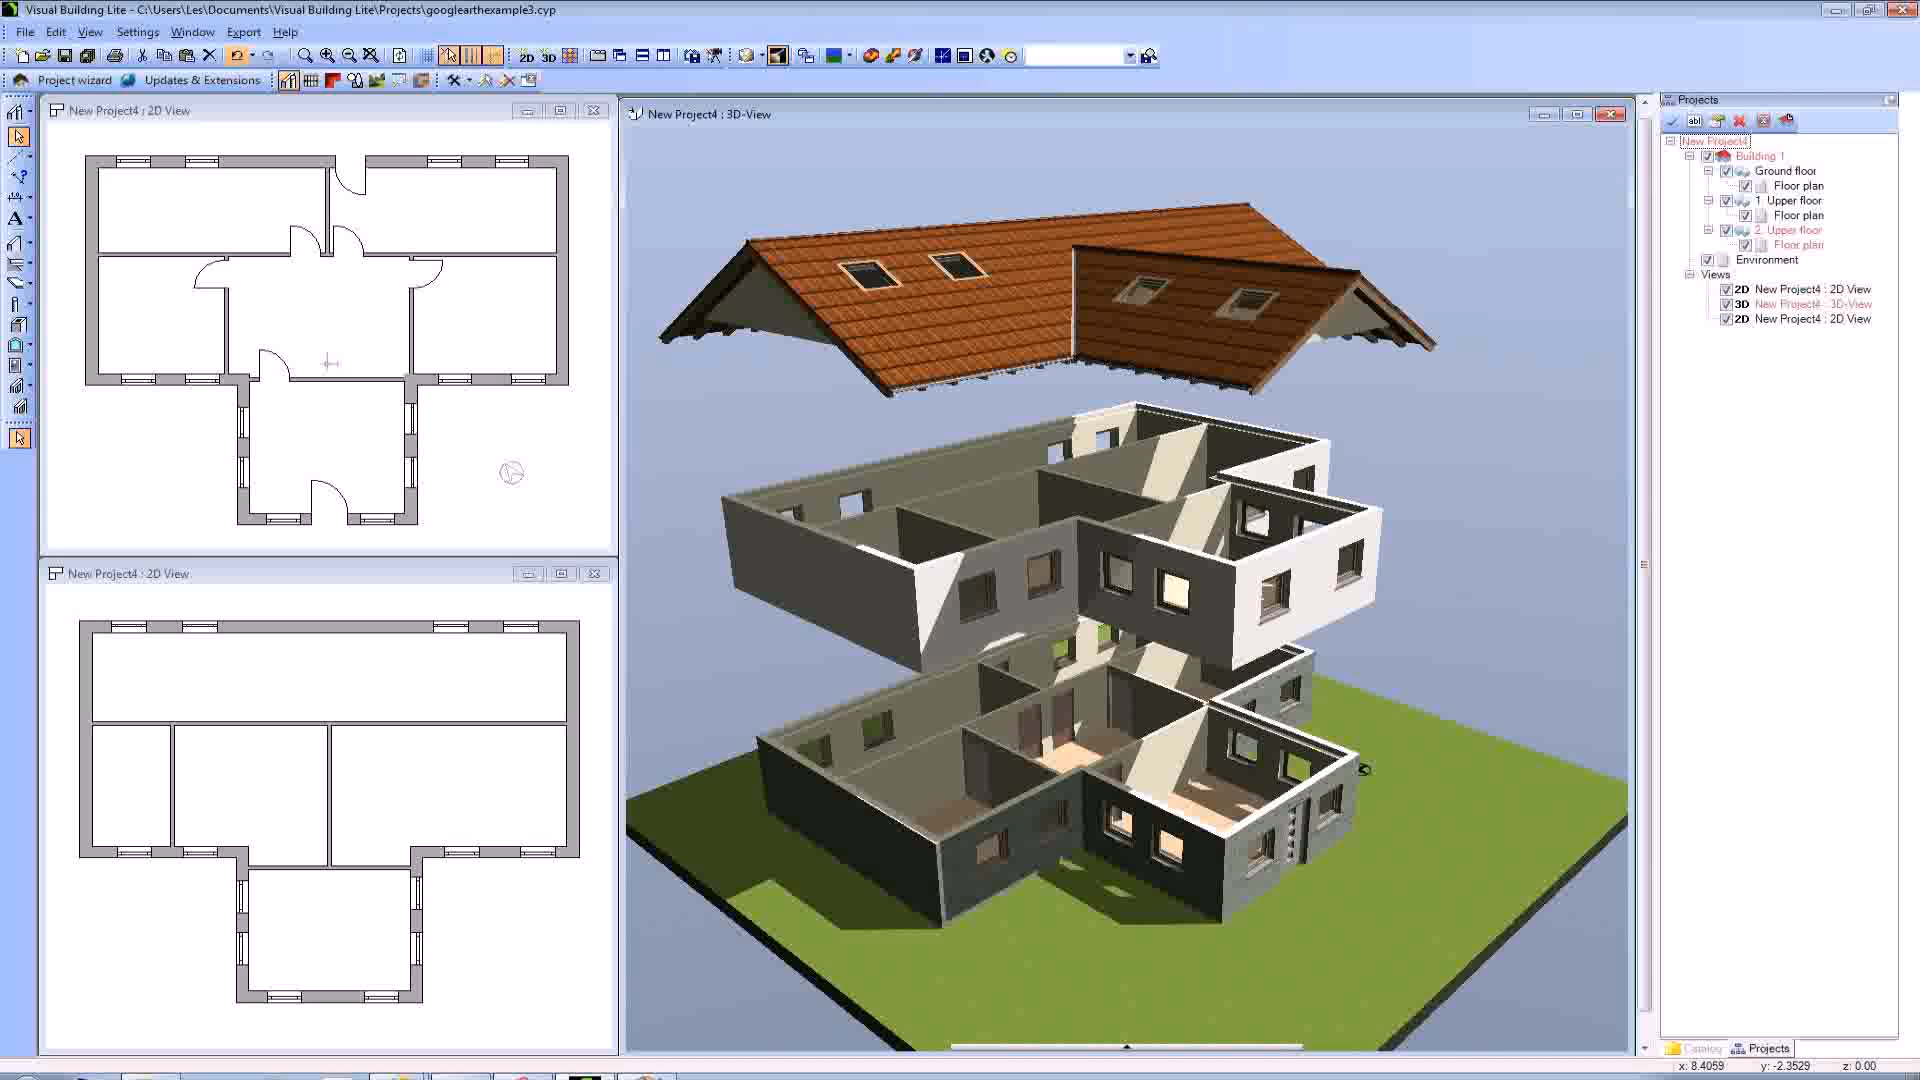 Visual Building Lite - C:\Users\Les\Documents\Visual Building Lite\Projects\googlearthexample3.cyp
File Edit View Settings Window Export Help
2D 3D
Project wizard Updates & Extensions
New Project4 : 2D View
New Project4 : 3D-View
New Project4 : 2D View
A
Projects
abl
New Project4
Building 1
Ground floor
Floor plan
1. Upper floor
Floor plan
2. Upper floor
Floor plan
Environment
Views
2D New Project4 : 2D View
3D New Project4 : 3D-View
2D New Project4 : 2D View
Catalog Projects
x: 8.4059 y: -2.3529 z: 0.00